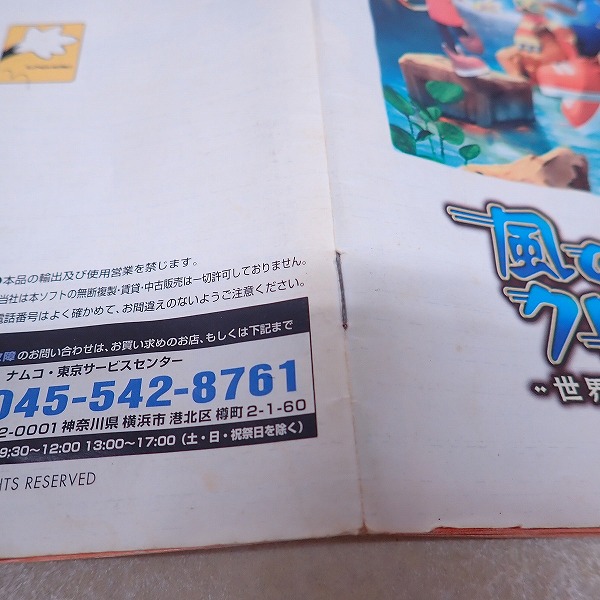 本品の輸出及び使用営業を禁じます。
当社は本ソフトの無断複製・賃貸・中古販売は一切許可しておりません。
電話番号はよく確かめて、お間違えのないようご注意ください。
故障のお問い合わせは、お買い求めのお店、もしくは下記まで
ナムコ・東京サービスセンター
045-542-8761
2-0001 神奈川県 横浜市 港北区 樽町 2-1-60
9:30~12:00 13:00~17:00 (土・日・祝祭日を除く)
HTS RESERVED
風の
クロ
世界